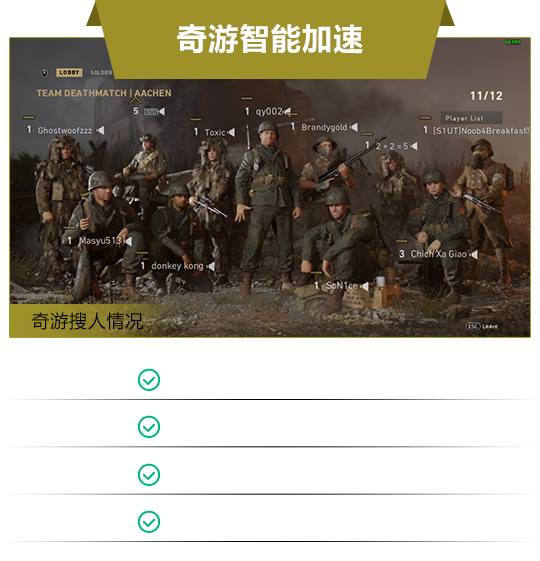 奇游智能加速
LOBBY SOLDIER
TEAM DEATHMATCH | AACHEN
11/12
Player List
5
1 qy002
1 Ghostwoofzzz
1 Toxic
1 Brandygold
1 [S1UT]Noob4Breakfast
1 2+2=5
1 Masyu513
1 donkey kong
3 Chich Xa Giao
1 SoN1ce
奇游搜人情况
ESC Leave